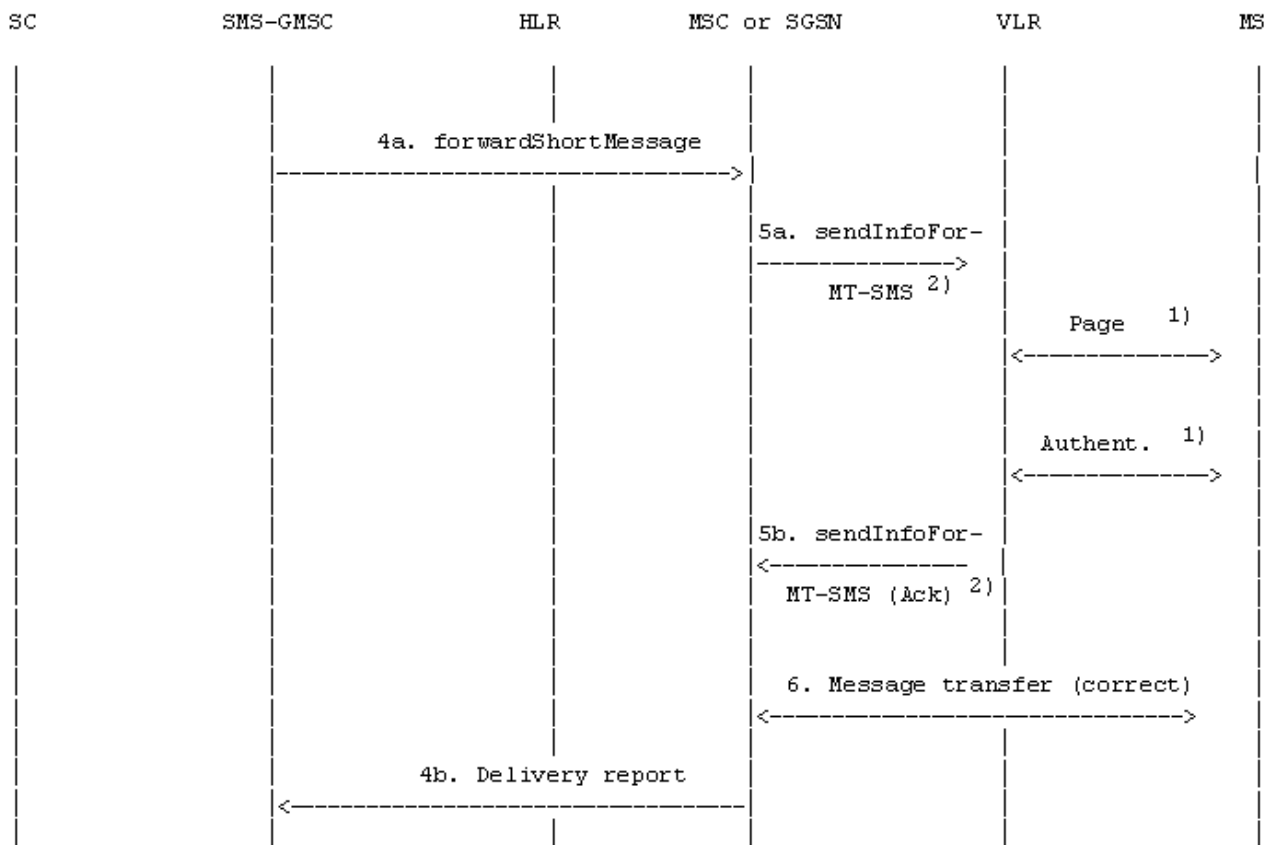 SC SMS-GMSC HLR MSC or SGSN VLR MS
4a. forwardShortMessage
5a. sendInfoFor-
MT-SMS 2)
Page 1)
Authent. 1)
5b. sendInfoFor-
MT-SMS (Ack) 2)
6. Message transfer (correct)
4b. Delivery report